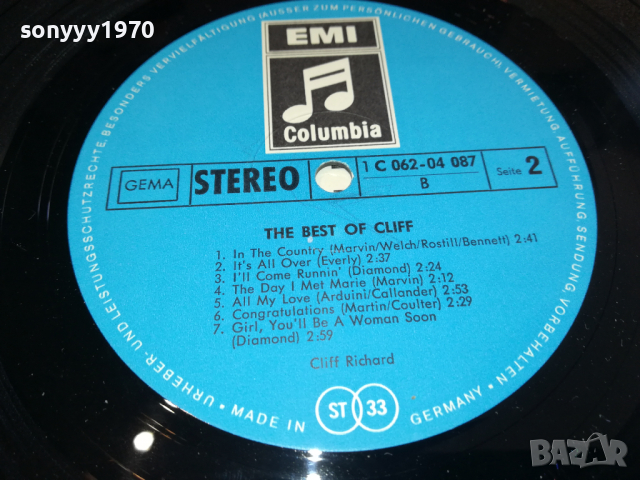 sonyyy1970
URHEBER- UND LEISTUNGSSCHUTZRECHTE, BESONDERS VERVIELFÄLTIGUNG (AUSSER ZUM PERSÖNLICHEN GEBRAUCH), VERMIETUNG, AUFFÜHRUNG, SENDUNG, VORBEHALTEN
EMI
Columbia
GEMA
STEREO
1 C 062-04 087
B
Seite 2
THE BEST OF CLIFF
1. In The Country (Marvin/Welch/Rostill/Bennett) 2:41
2. It's All Over (Everly) 2:37
3. I'll Come Runnin' (Diamond) 2:24
4. The Day I Met Marie (Marvin) 2:12
5. All My Love (Arduini/Callander) 2:53
6. Congratulations (Martin/Coulter) 2:29
7. Girl, You'll Be A Woman Soon
(Diamond) 2:59
Cliff Richard
• MADE IN ST 33 GERMANY •
BAZAR